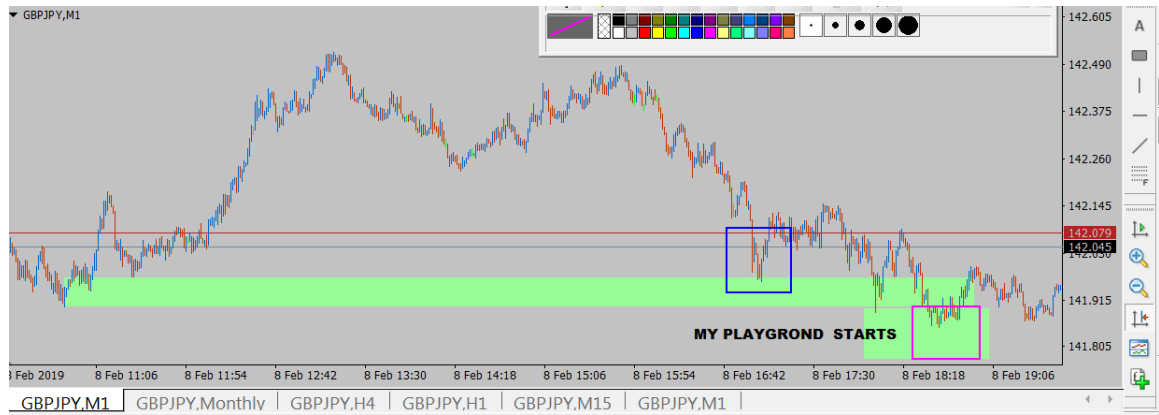 GBPJPY,M1
142.605
142.490
142.375
142.260
142.145
142.079
142.045
142.030
141.915
141.805
MY PLAYGROND STARTS
Feb 2019 8 Feb 11:06 8 Feb 11:54 8 Feb 12:42 8 Feb 13:30 8 Feb 14:18 8 Feb 15:06 8 Feb 15:54 8 Feb 16:42 8 Feb 17:30 8 Feb 18:18 8 Feb 19:06
GBPJPY,M1 GBPJPY,Monthly GBPJPY,H4 GBPJPY,H1 GBPJPY,M15 GBPJPY,M1
A
F